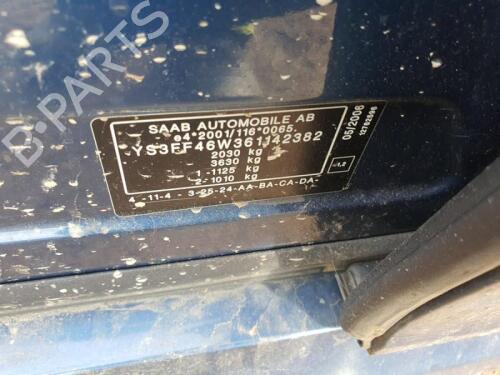 B-PARTS
SAAB AUTOMOBILE AB
e4*2001/116*0065
YS3FF46W361142382
2030 kg
3630 kg
1-1125 kg
2-1010 kg
4 -11-4 - 3-25-24-AA-BA-CA-DA-
05/2006